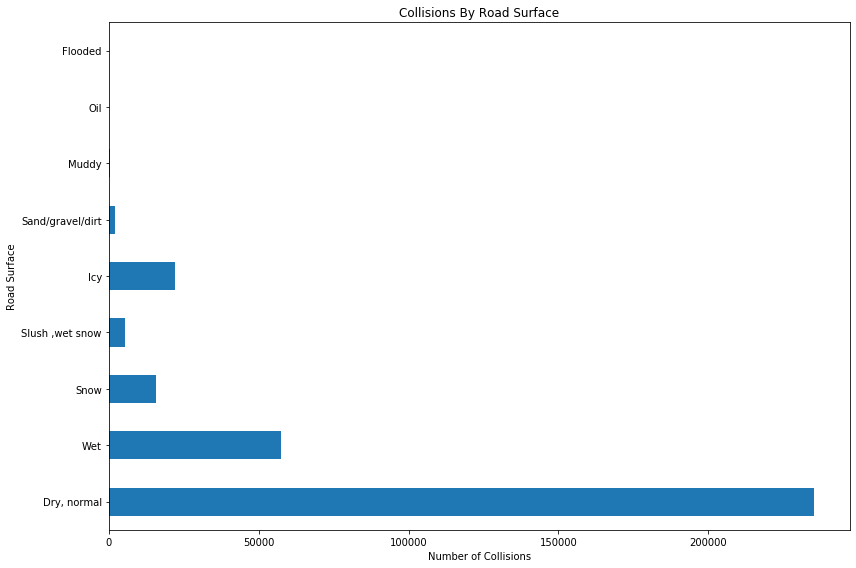 Collisions By Road Surface
Flooded
Oil
Muddy
Sand/gravel/dirt
Icy
Slush ,wet snow
Snow
Wet
Dry, normal
Road Surface
0 50000 100000 150000 200000
Number of Collisions